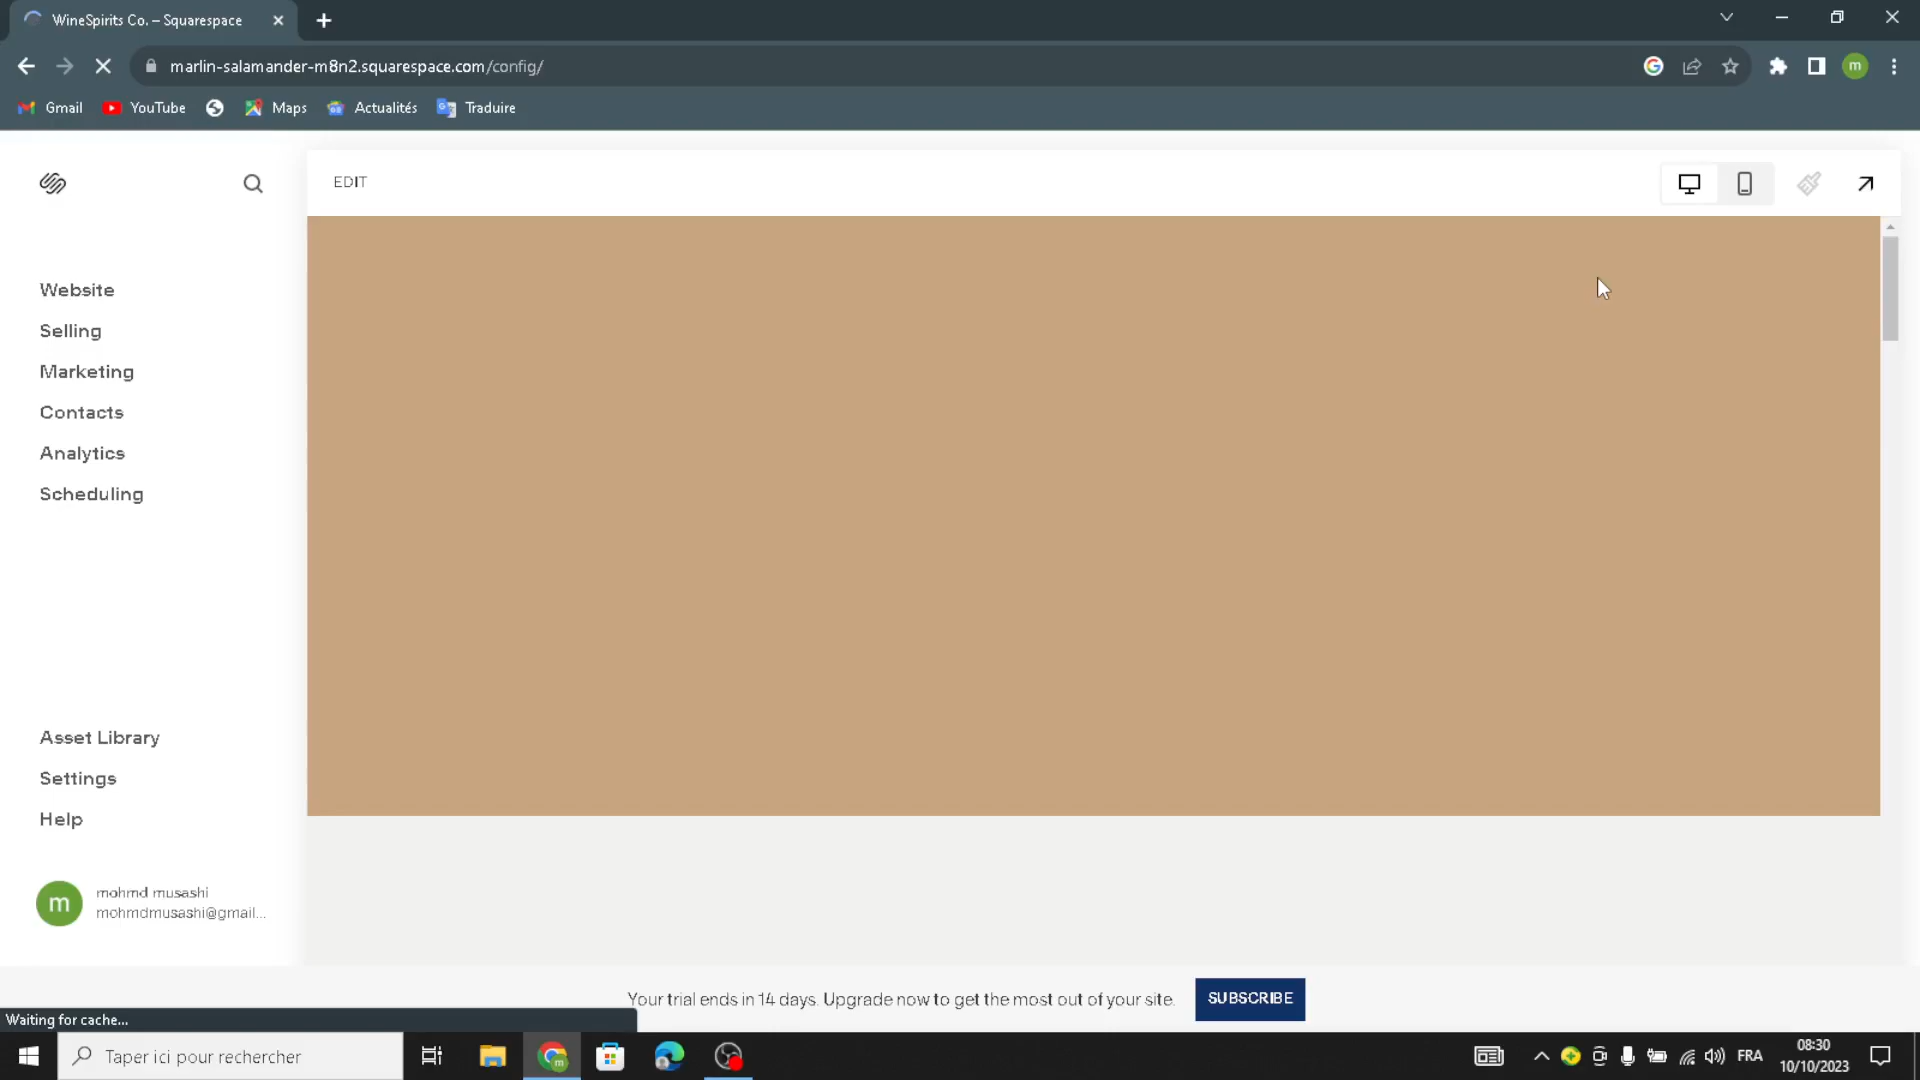 WineSpirits Co. – Squarespace
marlin-salamander-m8n2.squarespace.com/config/
Gmail
YouTube
Maps
Actualités
Traduire
EDIT
Website
Selling
Marketing
Contacts
Analytics
Scheduling
Asset Library
Settings
Help
m
mohmd musashi
mohmdmusashi@gmail...
Your trial ends in 14 days. Upgrade now to get the most out of your site.
SUBSCRIBE
Waiting for cache...
Taper ici pour rechercher
FRA
08:30
10/10/2023